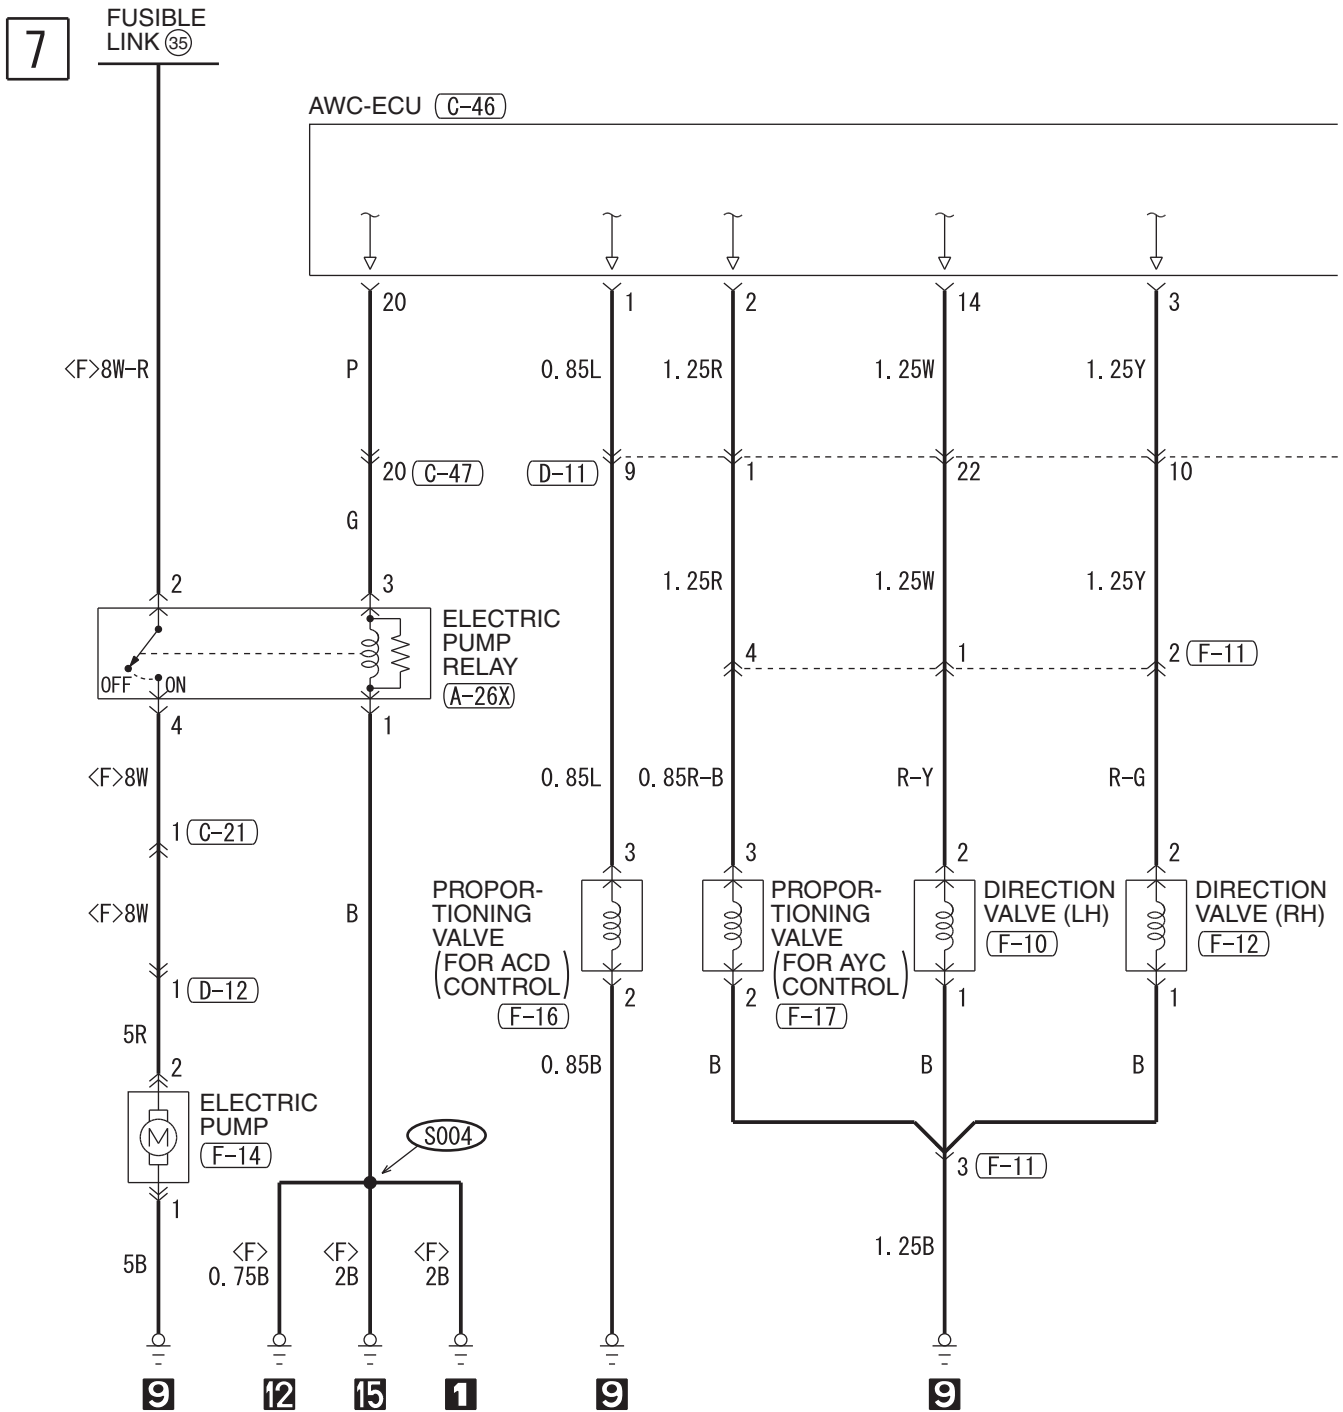 7
FUSIBLE
LINK 35
AWC-ECU C-46
20
1
2
14
3
<F>8W-R
P
0.85L
1.25R
1.25W
1.25Y
20 C-47
D-11 9
1
22
10
G
1.25R
1.25W
1.25Y
2
3
ELECTRIC
PUMP
RELAY
A-26X
OFF
ON
4
1
4
1
2 F-11
<F>8W
0.85L
0.85R-B
R-Y
R-G
1 C-21
3
3
2
2
<F>8W
B
PROPOR-
TIONING
VALVE
(FOR ACD
CONTROL)
F-16
PROPOR-
TIONING
VALVE
(FOR AYC
CONTROL)
F-17
DIRECTION
VALVE (LH)
F-10
DIRECTION
VALVE (RH)
F-12
1 D-12
2
2
1
1
5R
0.85B
B
B
B
2
ELECTRIC
PUMP
F-14
M
S004
3 F-11
1
5B
<F>
0.75B
<F>
2B
<F>
2B
1.25B
9
12
15
1
9
9